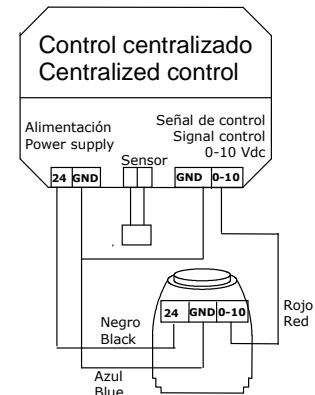 Control centralizado
Centralized control
Alimentación
Power supply
Señal de control
Signal control
0-10 Vdc
Sensor
24 GND
GND 0-10
24 GND 0-10
Rojo
Red
Negro
Black
Azul
Blue